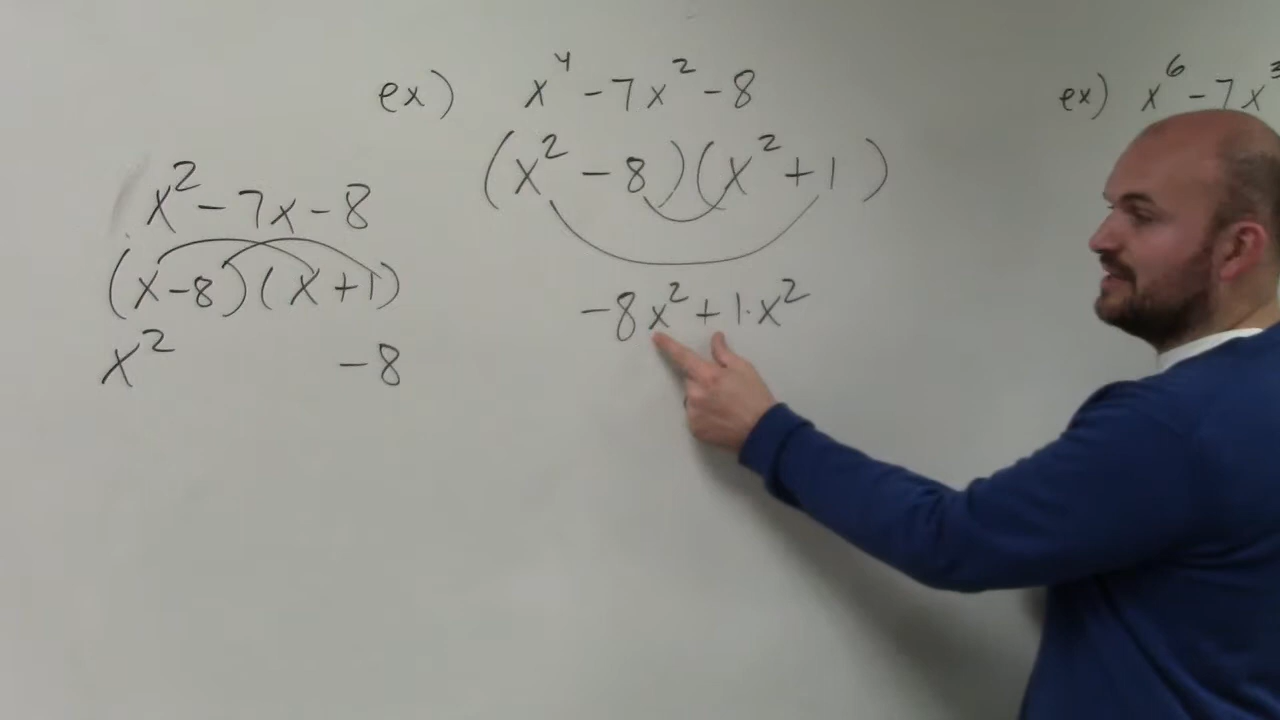 ex) x⁴ - 7x² - 8
(x² - 8)(x² + 1)
-8x² + 1·x²
x² - 7x - 8
(x - 8)(x + 1)
x² - 8
ex) x⁶ - 7x³